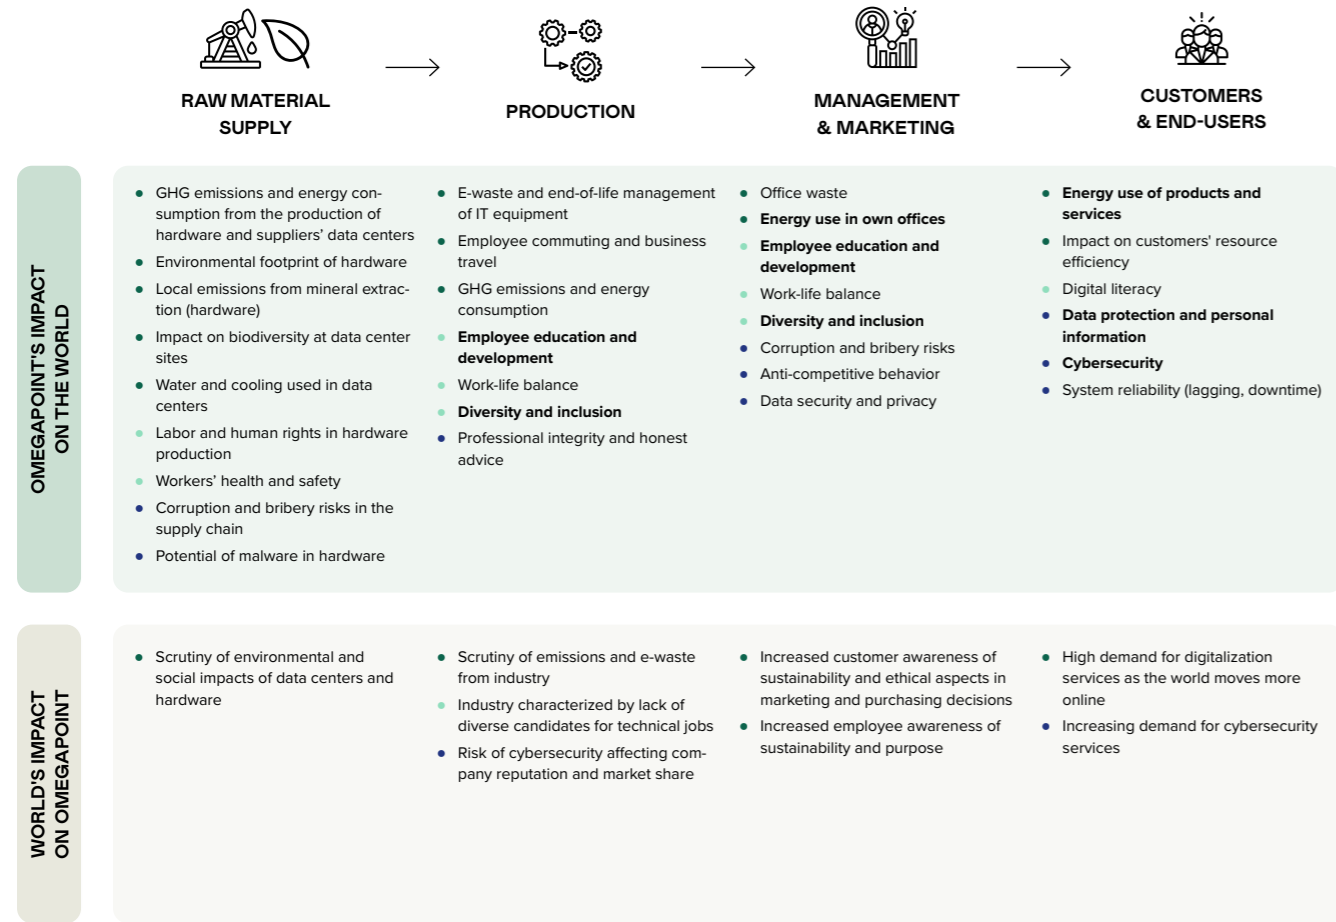 RAW MATERIAL
SUPPLY
PRODUCTION
MANAGEMENT
& MARKETING
CUSTOMERS
& END-USERS
OMEGAPOINT'S IMPACT
ON THE WORLD
GHG emissions and energy con-
sumption from the production of
hardware and suppliers’ data centers
Environmental footprint of hardware
Local emissions from mineral extrac-
tion (hardware)
Impact on biodiversity at data center
sites
Water and cooling used in data
centers
Labor and human rights in hardware
production
Workers’ health and safety
Corruption and bribery risks in the
supply chain
Potential of malware in hardware
E-waste and end-of-life management
of IT equipment
Employee commuting and business
travel
GHG emissions and energy
consumption
Employee education and
development
Work-life balance
Diversity and inclusion
Professional integrity and honest
advice
Office waste
Energy use in own offices
Employee education and
development
Work-life balance
Diversity and inclusion
Corruption and bribery risks
Anti-competitive behavior
Data security and privacy
Energy use of products and
services
Impact on customers' resource
efficiency
Digital literacy
Data protection and personal
information
Cybersecurity
System reliability (lagging, downtime)
WORLD'S IMPACT
ON OMEGAPOINT
Scrutiny of environmental and
social impacts of data centers and
hardware
Scrutiny of emissions and e-waste
from industry
Industry characterized by lack of
diverse candidates for technical jobs
Risk of cybersecurity affecting com-
pany reputation and market share
Increased customer awareness of
sustainability and ethical aspects in
marketing and purchasing decisions
Increased employee awareness of
sustainability and purpose
High demand for digitalization
services as the world moves more
online
Increasing demand for cybersecurity
services